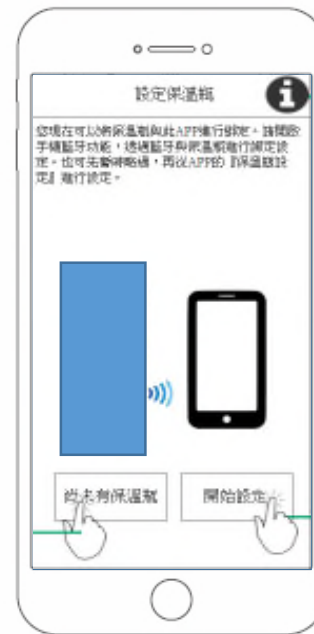 設定保溫瓶
您現在可以將保溫瓶與此APP進行綁定。請開啟
手機藍牙功能,透過藍牙與保溫瓶進行綁定設
定。也可先暫時略過,再從APP的『保溫瓶設
定』進行設定。
尚未有保溫瓶
開始設定